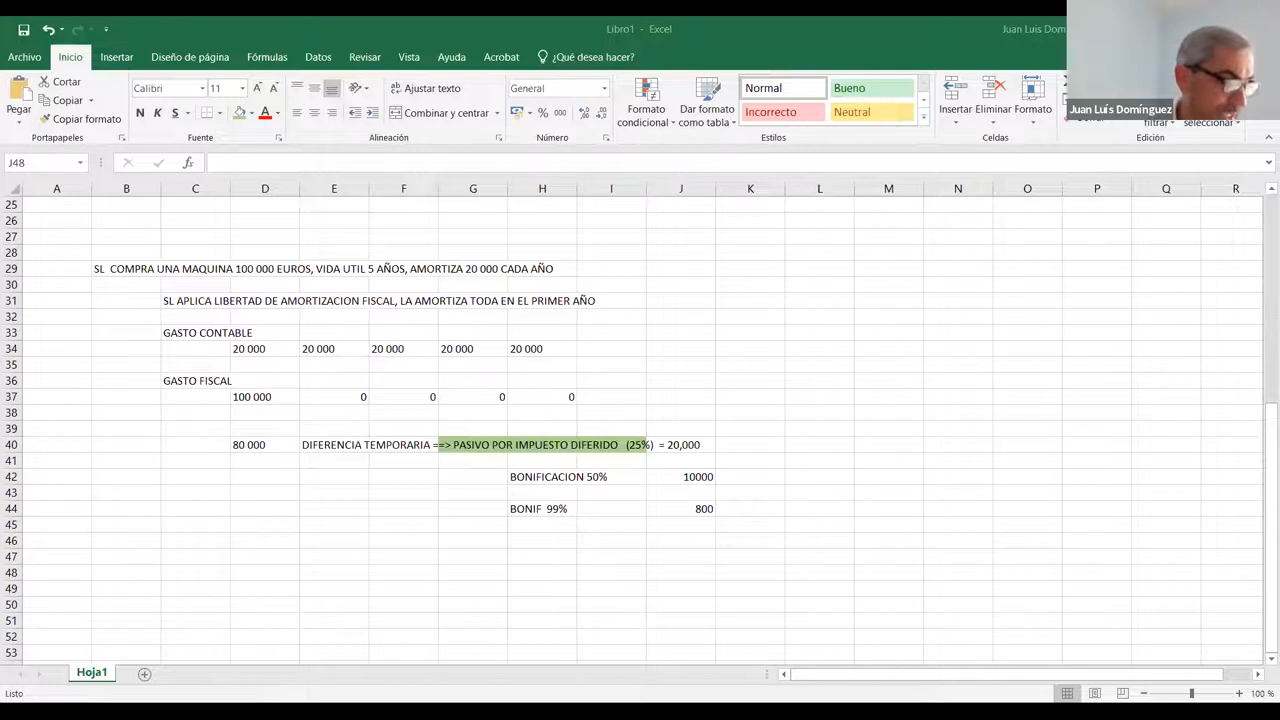 Libro1 - Excel
Juan Luis Dom
Archivo Inicio Insertar Diseño de página Fórmulas Datos Revisar Vista Ayuda Acrobat ¿Qué desea hacer?
Cortar
Copiar
Copiar formato
Pegar
Portapapeles
Calibri 11
N S
Fuente
Ajustar texto
Combinar y centrar
Alineación
General
% 000
Número
Formato condicional
Dar formato como tabla
Normal Bueno
Incorrecto Neutral
Estilos
Insertar Eliminar Formato
Celdas
Juan Luís Domínguez
filtrar seleccionar
Edición
J48 fx
A B C D E F G H I J K L M N O P Q R
25
26
27
28
29 SL COMPRA UNA MAQUINA 100 000 EUROS, VIDA UTIL 5 AÑOS, AMORTIZA 20 000 CADA AÑO
30
31 SL APLICA LIBERTAD DE AMORTIZACION FISCAL, LA AMORTIZA TODA EN EL PRIMER AÑO
32
33 GASTO CONTABLE
34 20 000 20 000 20 000 20 000 20 000
35
36 GASTO FISCAL
37 100 000 0 0 0 0
38
39
40 80 000 DIFERENCIA TEMPORARIA ==> PASIVO POR IMPUESTO DIFERIDO (25%) = 20,000
41
42 BONIFICACION 50% 10000
43
44 BONIF 99% 800
45
46
47
48
49
50
51
52
53
Hoja1
Listo
100 %